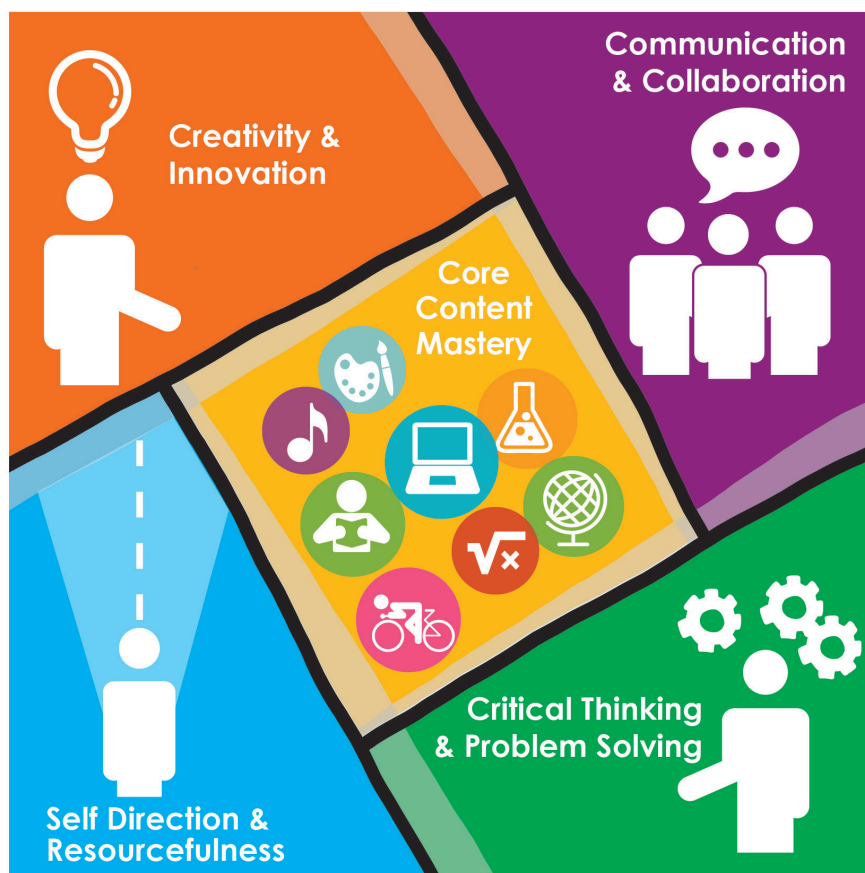 Creativity &
Innovation
Communication
& Collaboration
Core
Content
Mastery
√x
Critical Thinking
& Problem Solving
Self Direction &
Resourcefulness